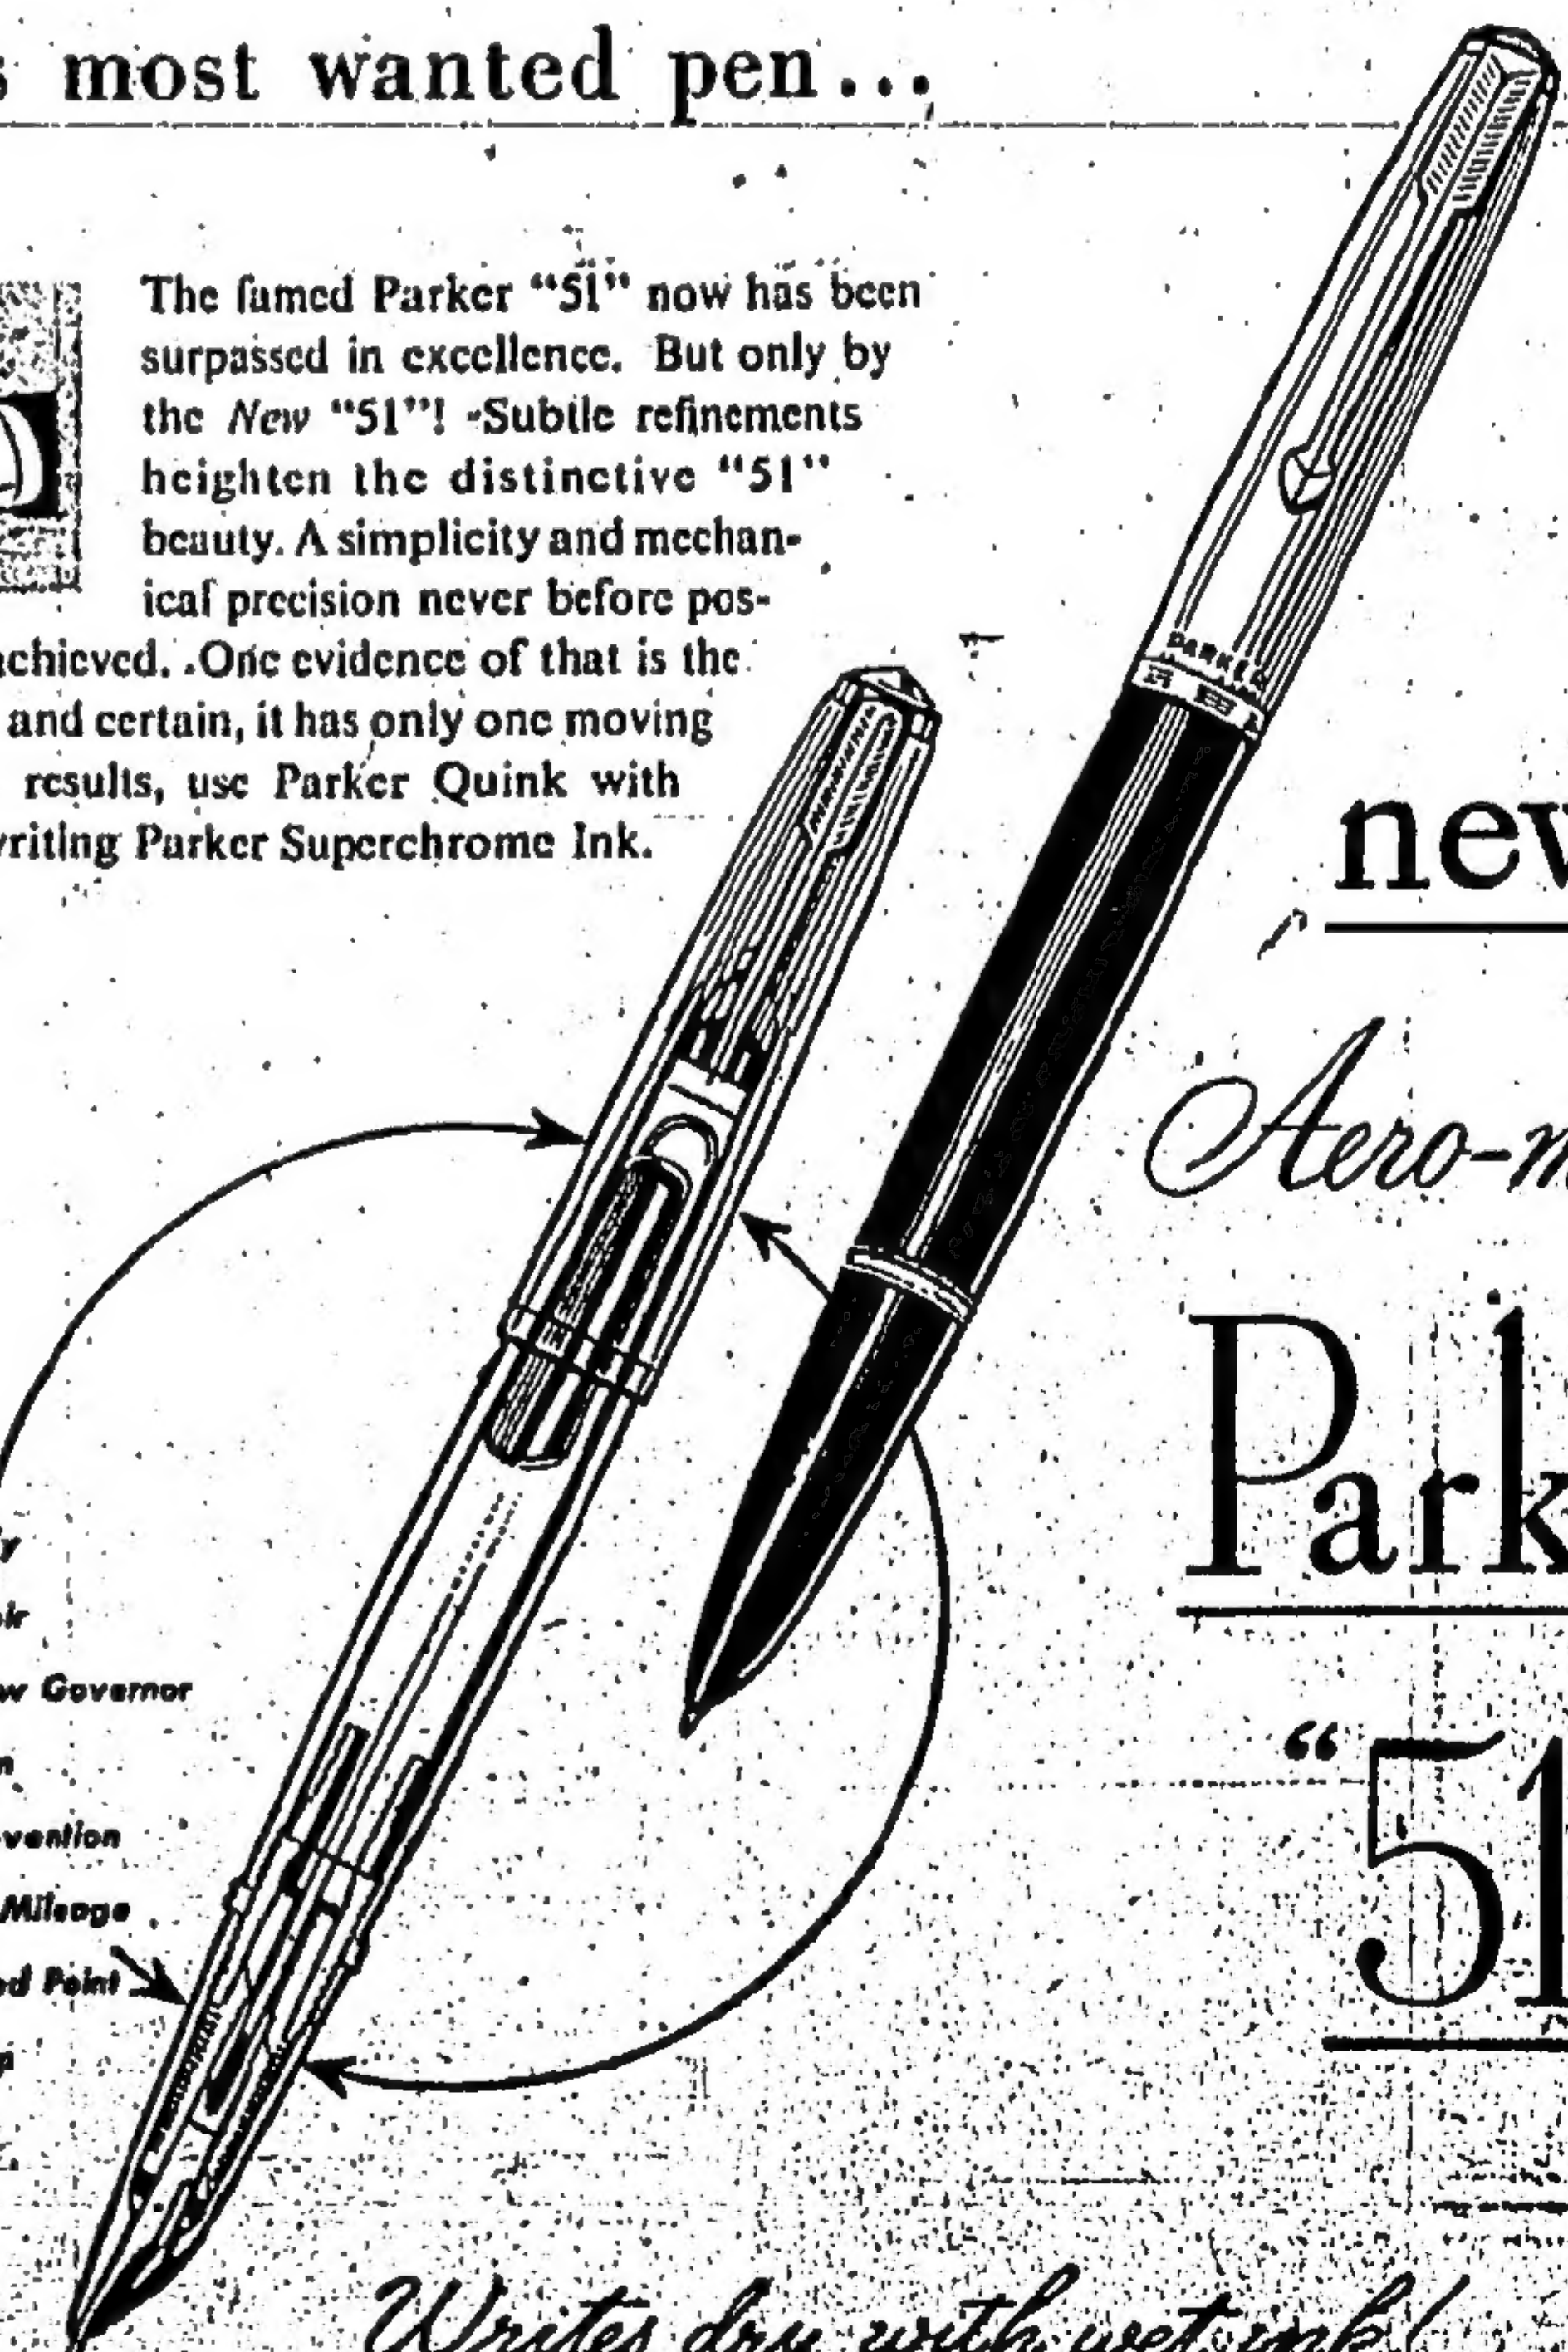 s most wanted pen...
The famed Parker “51” now has been
surpassed in excellence. But only by
the New “51”! Subtle refinements
heighten the distinctive “51”
beauty. A simplicity and mechan-
ical precision never before pos-
achieved. One evidence of that is the
and certain, it has only one moving
results, use Parker Quink with
writing Parker Superchrome Ink.
PARKER
new
Aero-m
Park
“51
y
ir
w Governor
n
vention
Mileage
ed Point
p
Writes dry with wet ink!